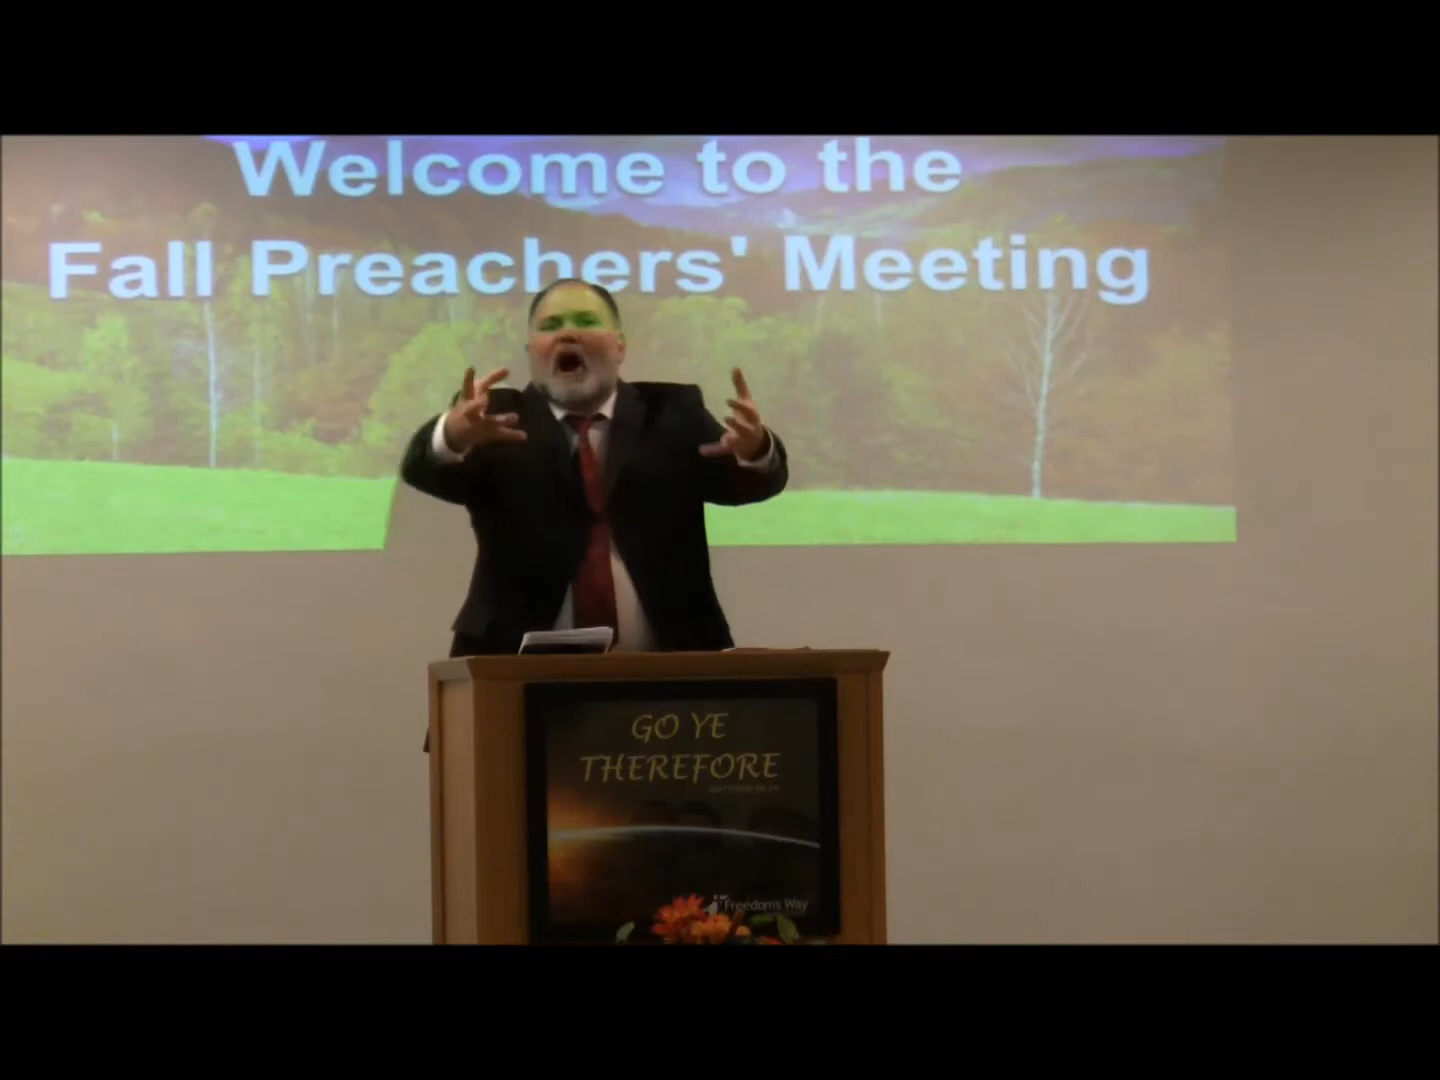 Welcome to the
Fall Preachers' Meeting
GO YE
THEREFORE
Freedom's Way